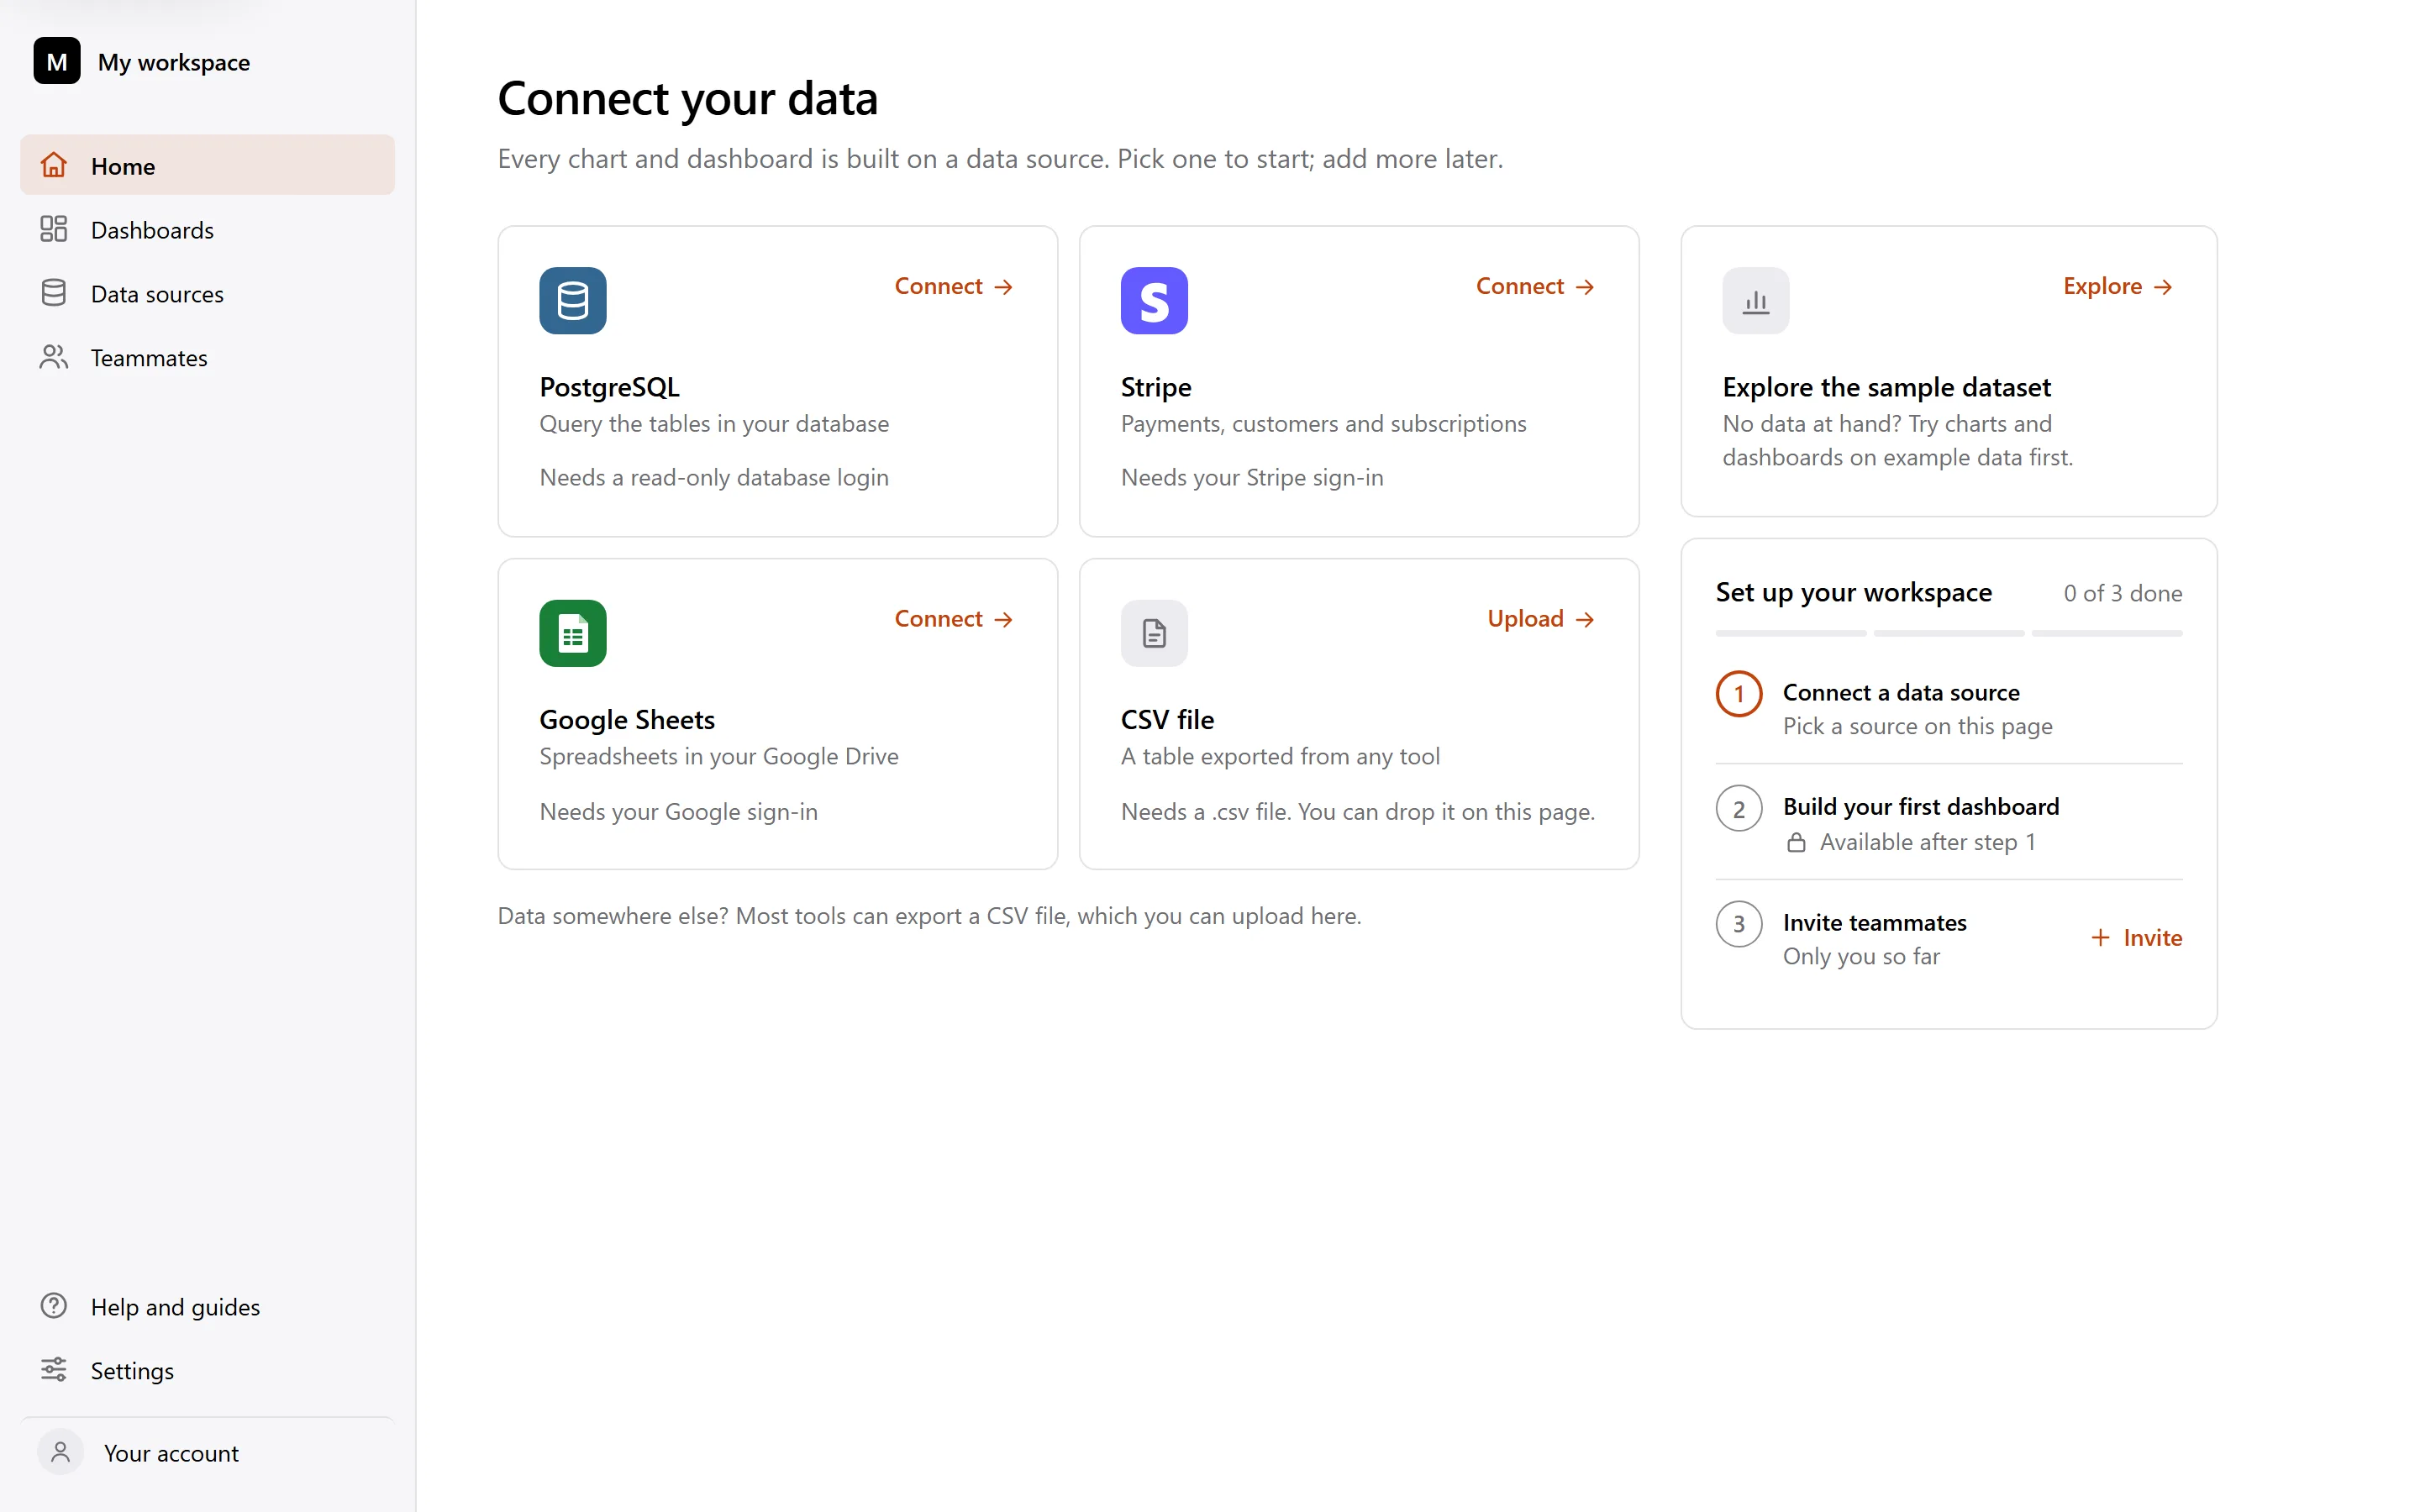 M
My workspace
Home
Dashboards
Data sources
Teammates
Help and guides
Settings
Your account
Connect your data
Every chart and dashboard is built on a data source. Pick one to start; add more later.
Connect →
PostgreSQL
Query the tables in your database
Needs a read-only database login
S
Connect →
Stripe
Payments, customers and subscriptions
Needs your Stripe sign-in
Connect →
Google Sheets
Spreadsheets in your Google Drive
Needs your Google sign-in
Upload →
CSV file
A table exported from any tool
Needs a .csv file. You can drop it on this page.
Data somewhere else? Most tools can export a CSV file, which you can upload here.
Explore →
Explore the sample dataset
No data at hand? Try charts and
dashboards on example data first.
Set up your workspace
0 of 3 done
1
Connect a data source
Pick a source on this page
2
Build your first dashboard
Available after step 1
3
Invite teammates
Only you so far
+ Invite